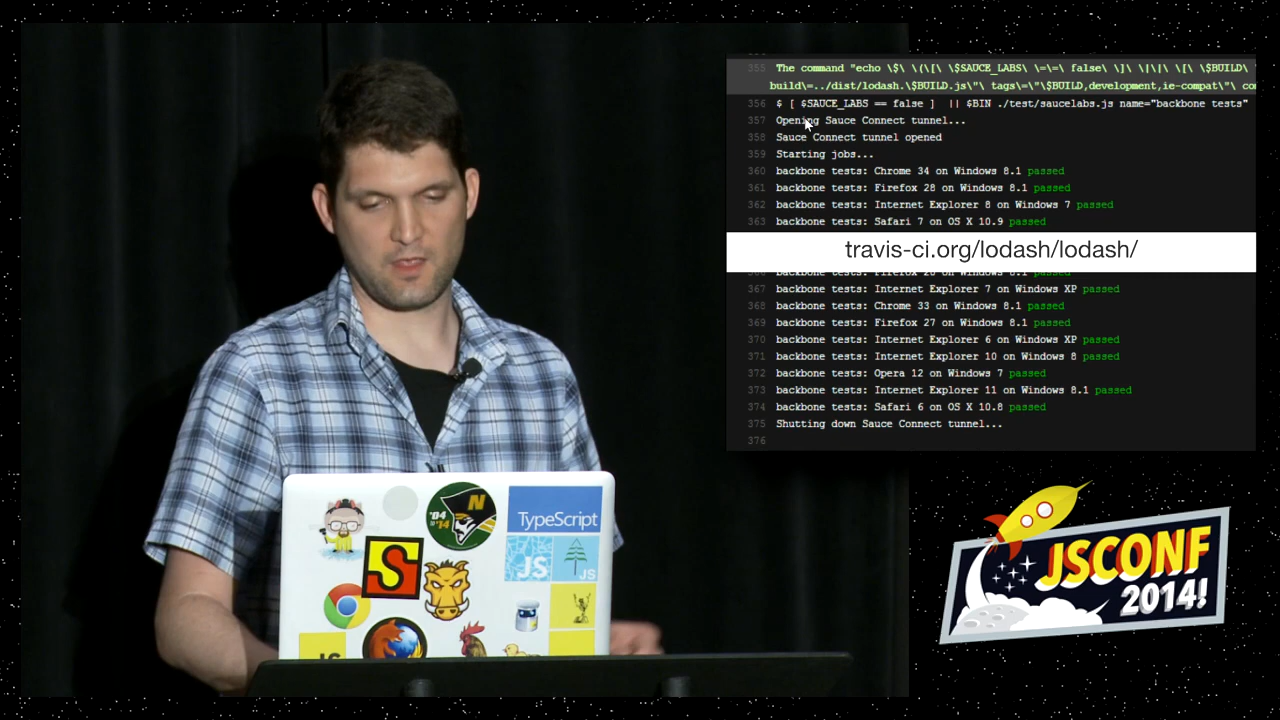 355 The command "echo \$\ \(\[\ \$SAUCE_LABS\ \=\=\ false\ \]\ \|\|\ \[\ \$BUILD\
build\=../dist/lodash.\$BUILD.js\"\ tags\=\"\$BUILD,development,ie-compat\"\ co
356 $ [ $SAUCE_LABS == false ] || $BIN ./test/saucelabs.js name="backbone tests"
357 Opening Sauce Connect tunnel...
358 Sauce Connect tunnel opened
359 Starting jobs...
360 backbone tests: Chrome 34 on Windows 8.1 passed
361 backbone tests: Firefox 28 on Windows 8.1 passed
362 backbone tests: Internet Explorer 8 on Windows 7 passed
363 backbone tests: Safari 7 on OS X 10.9 passed
travis-ci.org/lodash/lodash/
367 backbone tests: Internet Explorer 7 on Windows XP passed
368 backbone tests: Chrome 33 on Windows 8.1 passed
369 backbone tests: Firefox 27 on Windows 8.1 passed
370 backbone tests: Internet Explorer 6 on Windows XP passed
371 backbone tests: Internet Explorer 10 on Windows 8 passed
372 backbone tests: Opera 12 on Windows 7 passed
373 backbone tests: Internet Explorer 11 on Windows 8.1 passed
374 backbone tests: Safari 6 on OS X 10.8 passed
375 Shutting down Sauce Connect tunnel...
376
N
'04
to '14
TypeScript
S
JS
JS
JSCONF
2014!